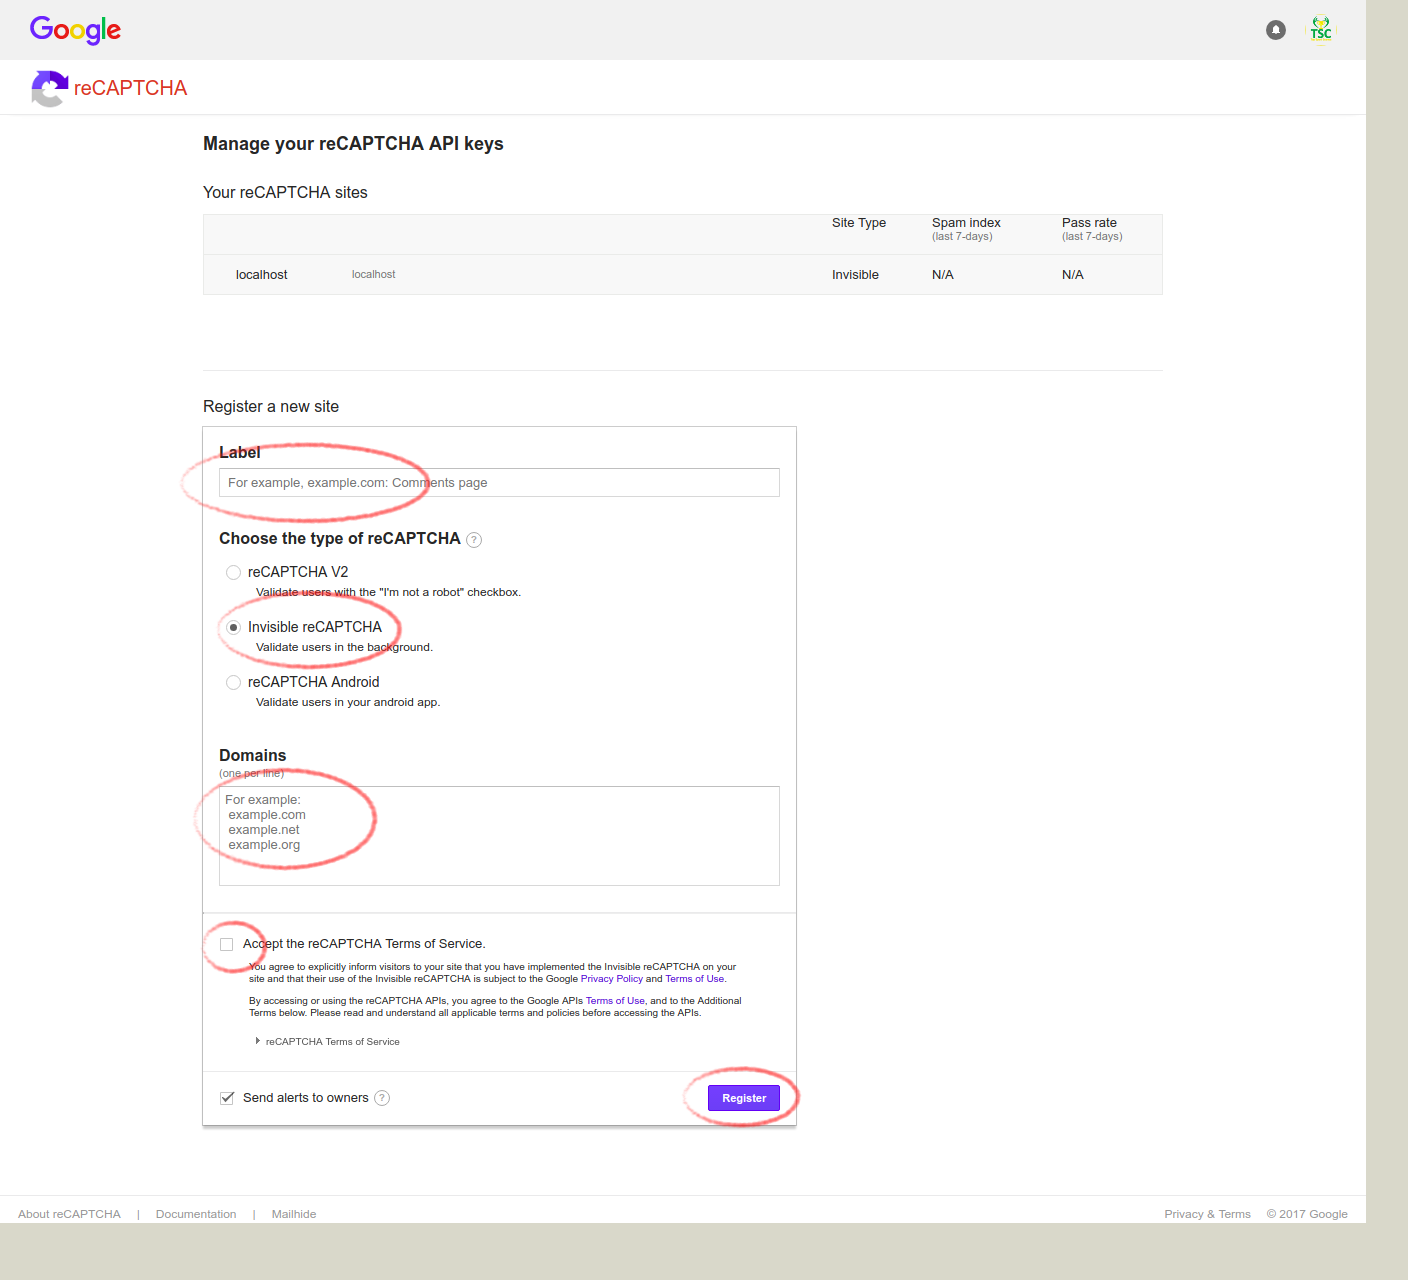 Google
TSC
reCAPTCHA
Manage your reCAPTCHA API keys
Your reCAPTCHA sites
Site Type Spam index Pass rate
(last 7-days) (last 7-days)
localhost localhost Invisible N/A N/A
Register a new site
Label
For example, example.com: Comments page
Choose the type of reCAPTCHA ?
reCAPTCHA V2
Validate users with the "I'm not a robot" checkbox.
Invisible reCAPTCHA
Validate users in the background.
reCAPTCHA Android
Validate users in your android app.
Domains
(one per line)
For example:
example.com
example.net
example.org
Accept the reCAPTCHA Terms of Service.
You agree to explicitly inform visitors to your site that you have implemented the Invisible reCAPTCHA on your
site and that their use of the Invisible reCAPTCHA is subject to the Google Privacy Policy and Terms of Use.
By accessing or using the reCAPTCHA APIs, you agree to the Google APIs Terms of Use, and to the Additional
Terms below. Please read and understand all applicable terms and policies before accessing the APIs.
reCAPTCHA Terms of Service
Send alerts to owners ? Register
About reCAPTCHA | Documentation | Mailhide Privacy & Terms © 2017 Google